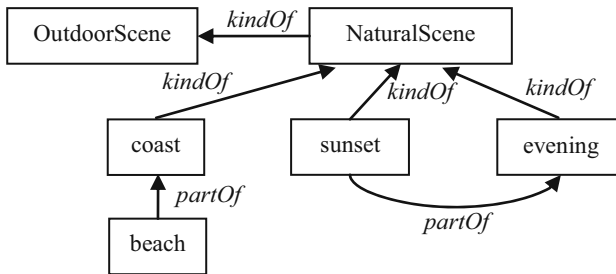 kindOf
OutdoorScene
NaturalScene
kindOf
kindOf
kindOf
coast
sunset
evening
partOf
partOf
beach